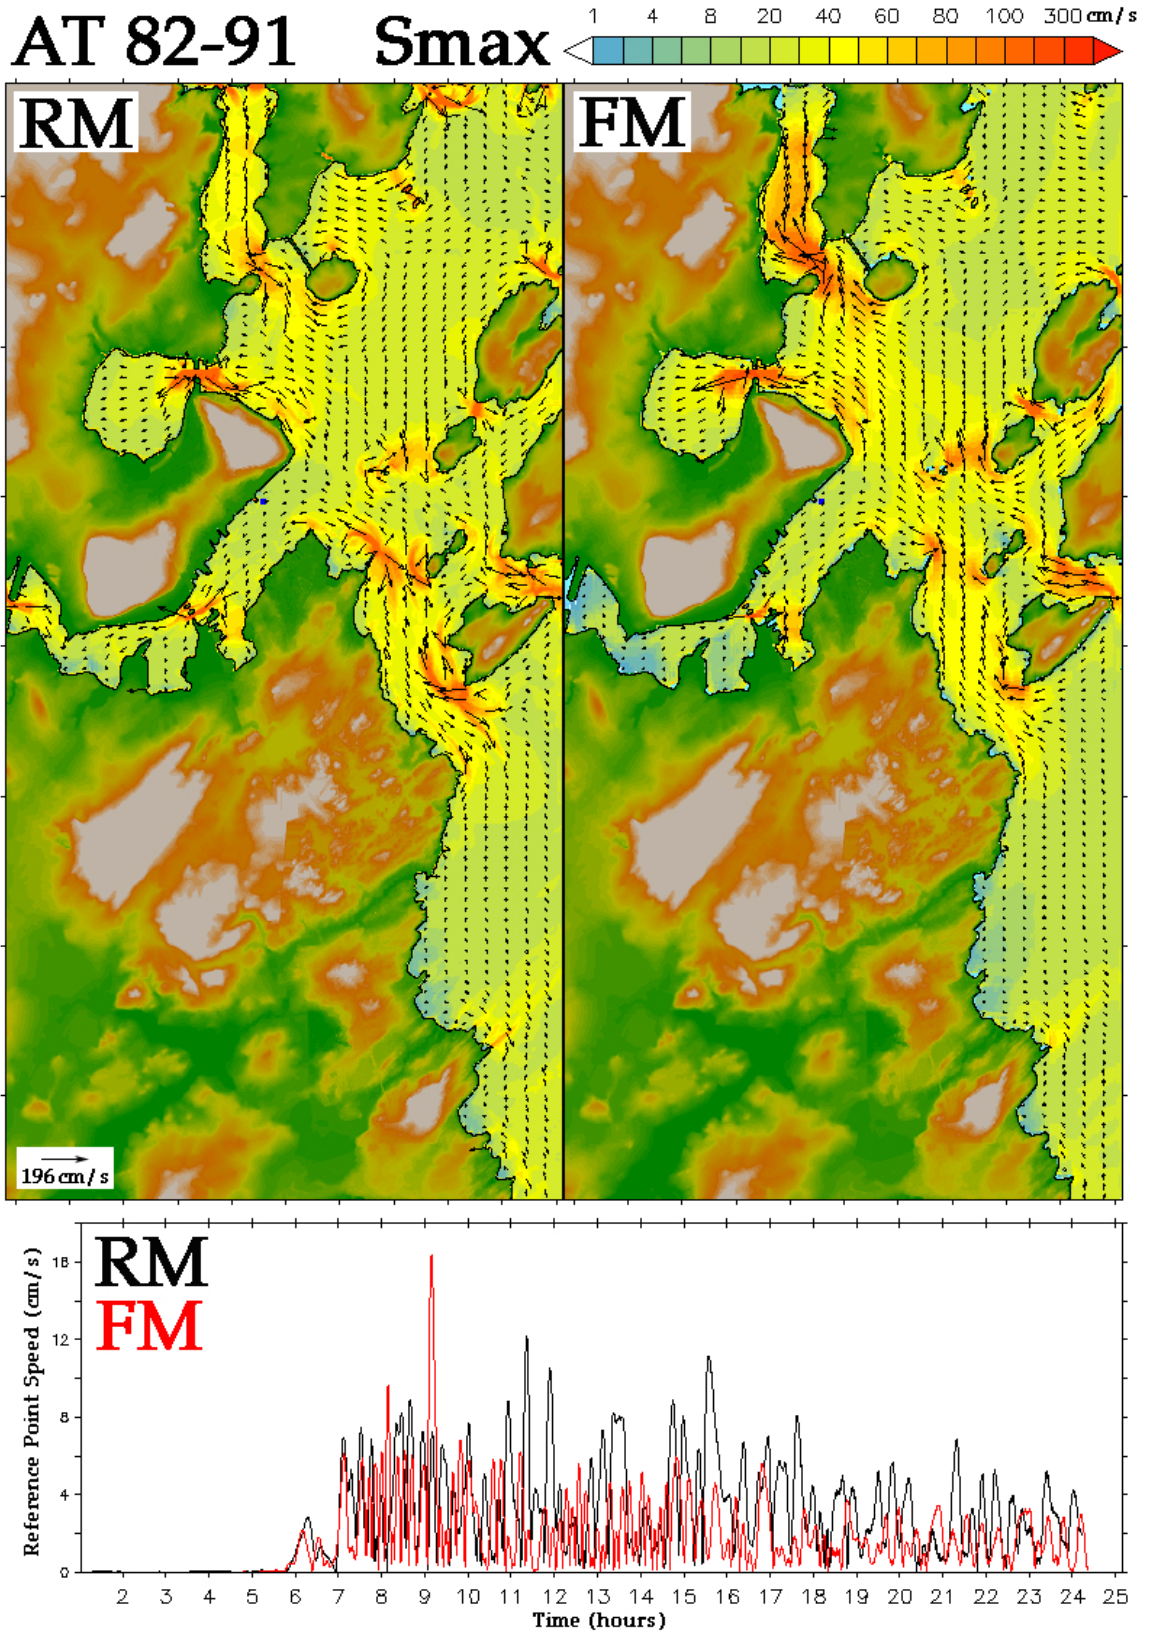 AT 82-91 Smax
1 4 8 20 40 60 80 100 300 cm/s
RM FM
196 cm/s
RM
FM
Reference Point Speed (cm/s)
18
12
8
4
0
2 3 4 5 6 7 8 9 10 11 12 13 14 15 16 17 18 19 20 21 22 23 24 25
Time (hours)